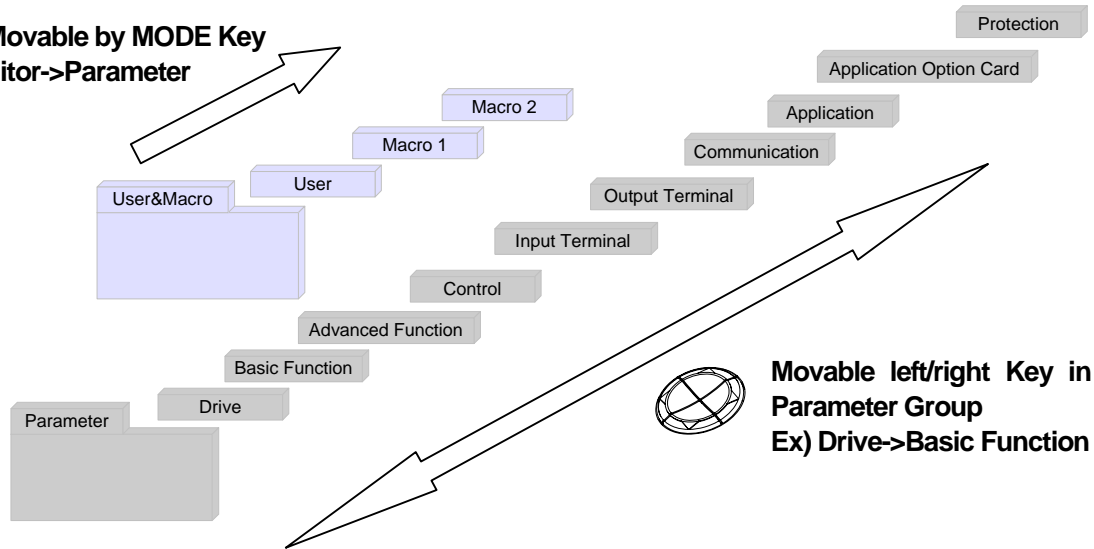 Movable by MODE Key
itor->Parameter
Protection
Application Option Card
Macro 2
Application
Macro 1
Communication
User
User&Macro
Output Terminal
Input Terminal
Control
Advanced Function
Basic Function
Drive
Parameter
Movable left/right Key in
Parameter Group
Ex) Drive->Basic Function